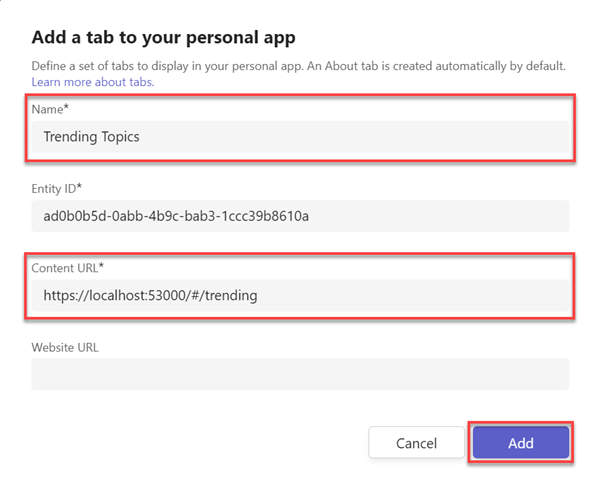 Add a tab to your personal app
Define a set of tabs to display in your personal app. An About tab is created automatically by default.
Learn more about tabs.
Name*
Trending Topics
Entity ID*
ad0b0b5d-0abb-4b9c-bab3-1ccc39b8610a
Content URL*
https://localhost:53000/#/trending
Website URL
Cancel
Add